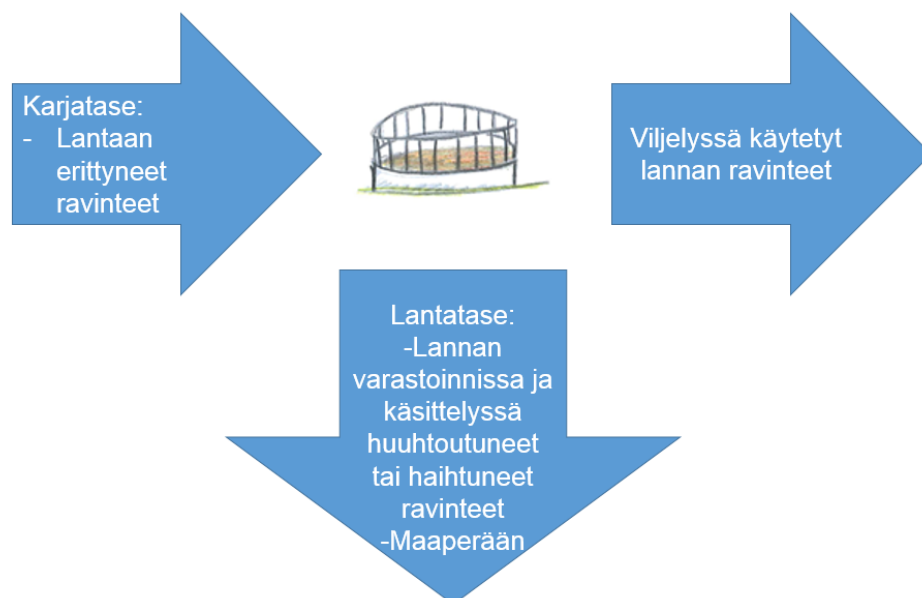 Karjatase:
- Lantaan
erittyneet
ravinteet
Viljelyssä käytetyt
lannan ravinteet
Lantatase:
-Lannan
varastoinnissa ja
käsittelyssä
huuhtoutuneet
tai haihtuneet
ravinteet
-Maaperään